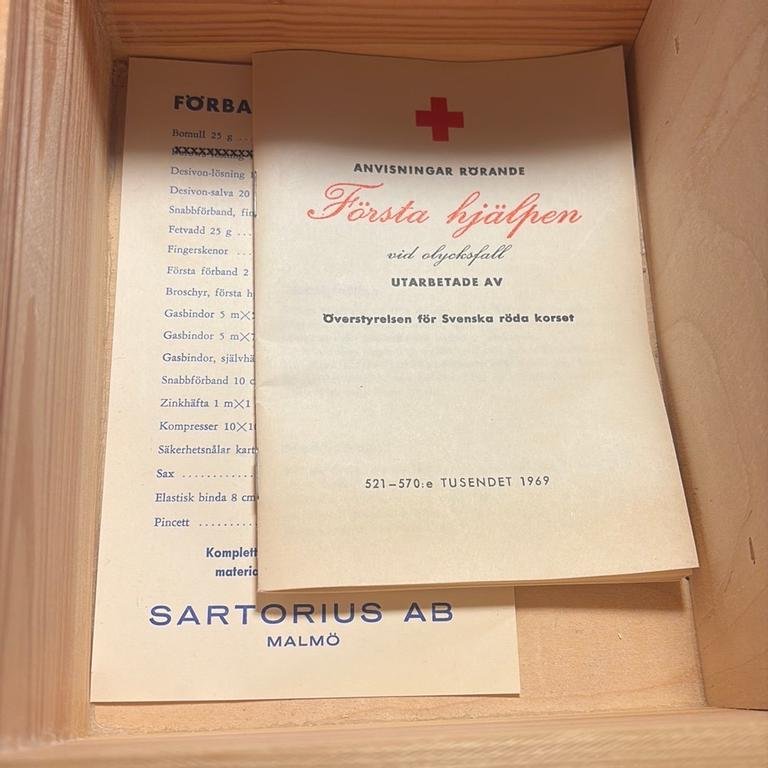 FÖRBA
Bomull 25 g ...
Desivon-lösning
Desivon-salva 20
Snabbförband, fin
Fetvadd 25 g ...
Fingerskenor ...
Första förband 2
Broschyr, första h
Gasbindor 5 m×
Gasbindor 5 m×
Gasbindor, självhä
Snabbförband 10 c
Zinkhäfta 1 m×1
Kompresser 10×1
Säkerhetsnålar kart
Sax ............
Elastisk binda 8 cm
Pincett ........
Komplett
materia
SARTORIUS AB
MALMÖ
ANVISNINGAR RÖRANDE
Första hjälpen
vid olycksfall
UTARBETADE AV
Överstyrelsen för Svenska röda korset
521–570:e TUSENDET 1969